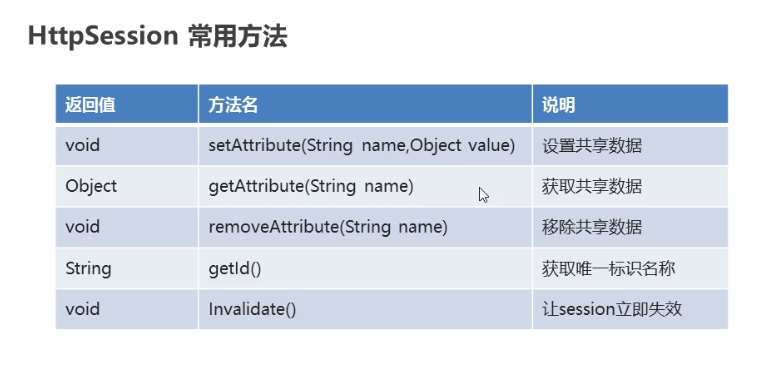 HttpSession 常用方法
返回值 方法名 说明
void setAttribute(String name,Object value) 设置共享数据
Object getAttribute(String name) 获取共享数据
void removeAttribute(String name) 移除共享数据
String getId() 获取唯一标识名称
void Invalidate() 让session立即失效